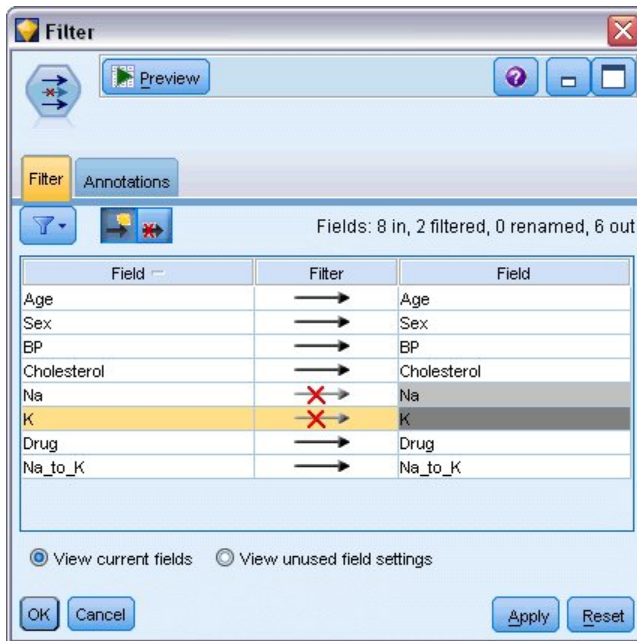 Filter
Preview
Filter Annotations
Fields: 8 in, 2 filtered, 0 renamed, 6 out
Field Filter Field
Age Age
Sex Sex
BP BP
Cholesterol Cholesterol
Na Na
K K
Drug Drug
Na_to_K Na_to_K
View current fields View unused field settings
OK Cancel Apply Reset